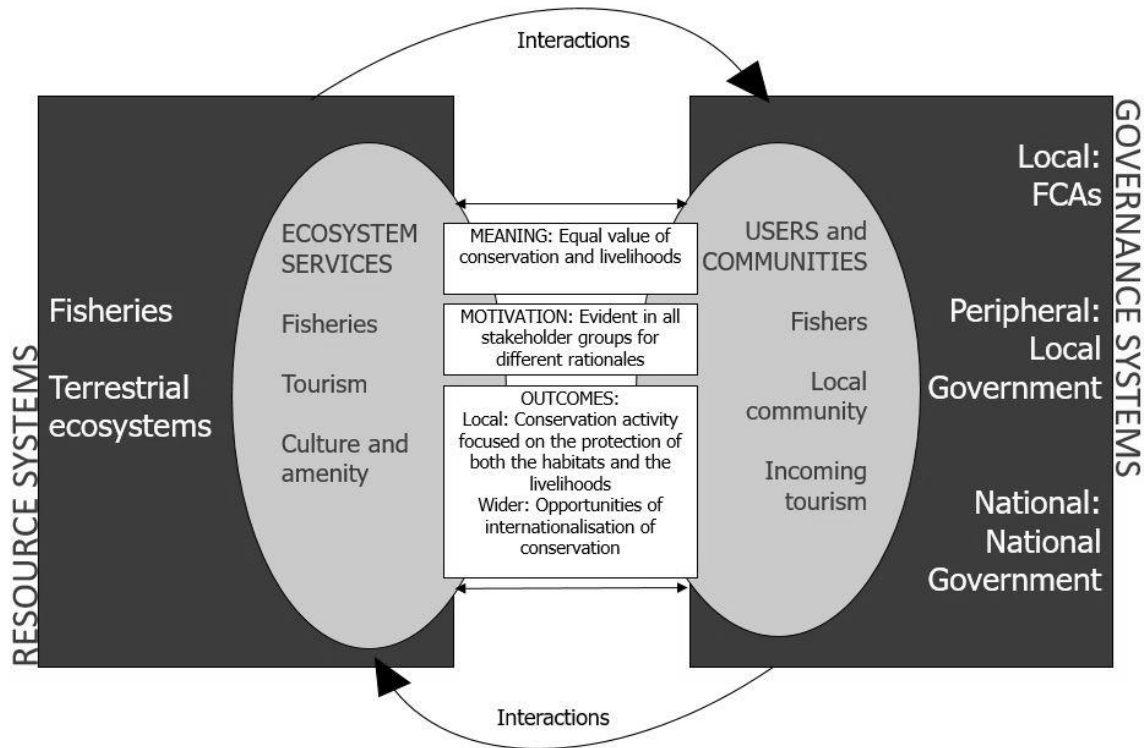 Interactions
RESOURCE SYSTEMS
Fisheries
Terrestrial
ecosystems
ECOSYSTEM
SERVICES
Fisheries
Tourism
Culture and
amenity
MEANING: Equal value of
conservation and livelihoods
MOTIVATION: Evident in all
stakeholder groups for
different rationales
OUTCOMES:
Local: Conservation activity
focused on the protection of
both the habitats and the
livelihoods
Wider: Opportunities of
internationalisation of
conservation
USERS and
COMMUNITIES
Fishers
Local
community
Incoming
tourism
Local:
FCAs
Peripheral:
Local
Government
National:
National
Government
GOVERNANCE SYSTEMS
Interactions